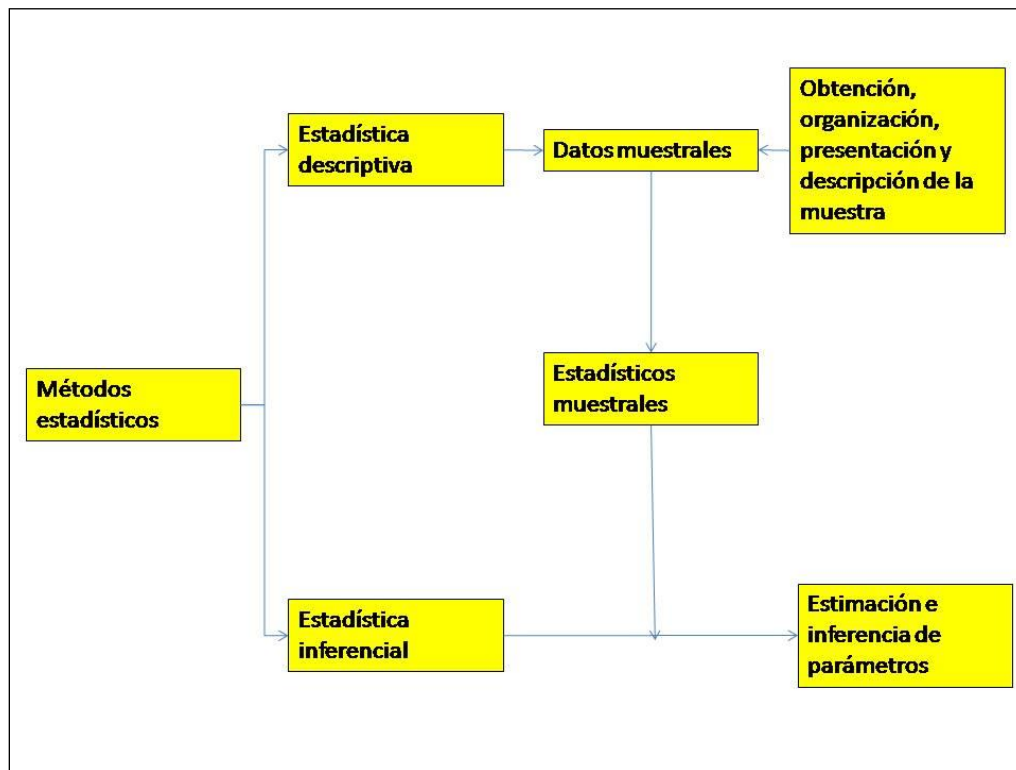 Estadística
descriptiva
Datos muestrales
Obtención,
organización,
presentación y
descripción de la
muestra
Métodos
estadísticos
Estadísticos
muestrales
Estadística
inferencial
Estimación e
inferencia de
parámetros